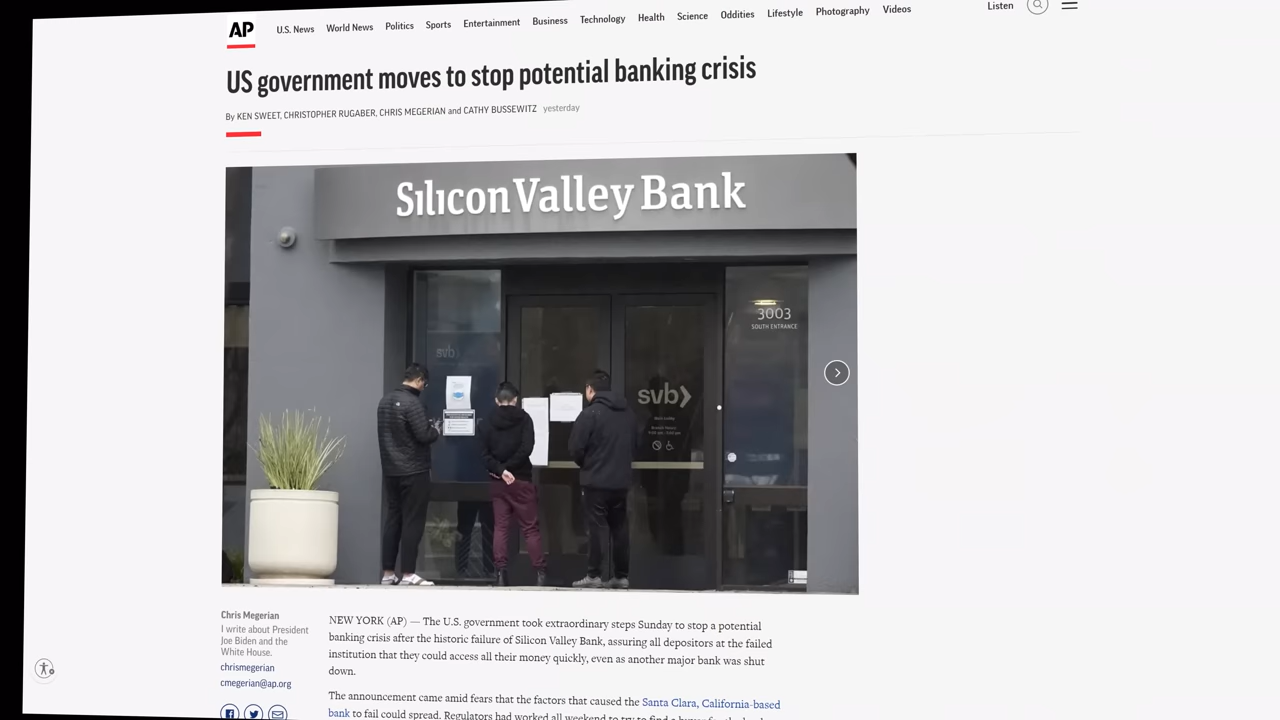 AP
U.S. News World News Politics Sports Entertainment Business Technology Health Science Oddities Lifestyle Photography Videos
Listen
US government moves to stop potential banking crisis
By KEN SWEET, CHRISTOPHER RUGABER, CHRIS MEGERIAN and CATHY BUSSEWITZ yesterday
Silicon Valley Bank
3003
SOUTH ENTRANCE
svb
svb
Chris Megerian
I write about President
Joe Biden and the
White House.
chrismegerian
cmegerian@ap.org
NEW YORK (AP) — The U.S. government took extraordinary steps Sunday to stop a potential
banking crisis after the historic failure of Silicon Valley Bank, assuring all depositors at the failed
institution that they could access all their money quickly, even as another major bank was shut
down.
The announcement came amid fears that the factors that caused the Santa Clara, California-based
bank to fail could spread. Regulators had worked all weekend to try to find a buyer for the bank,